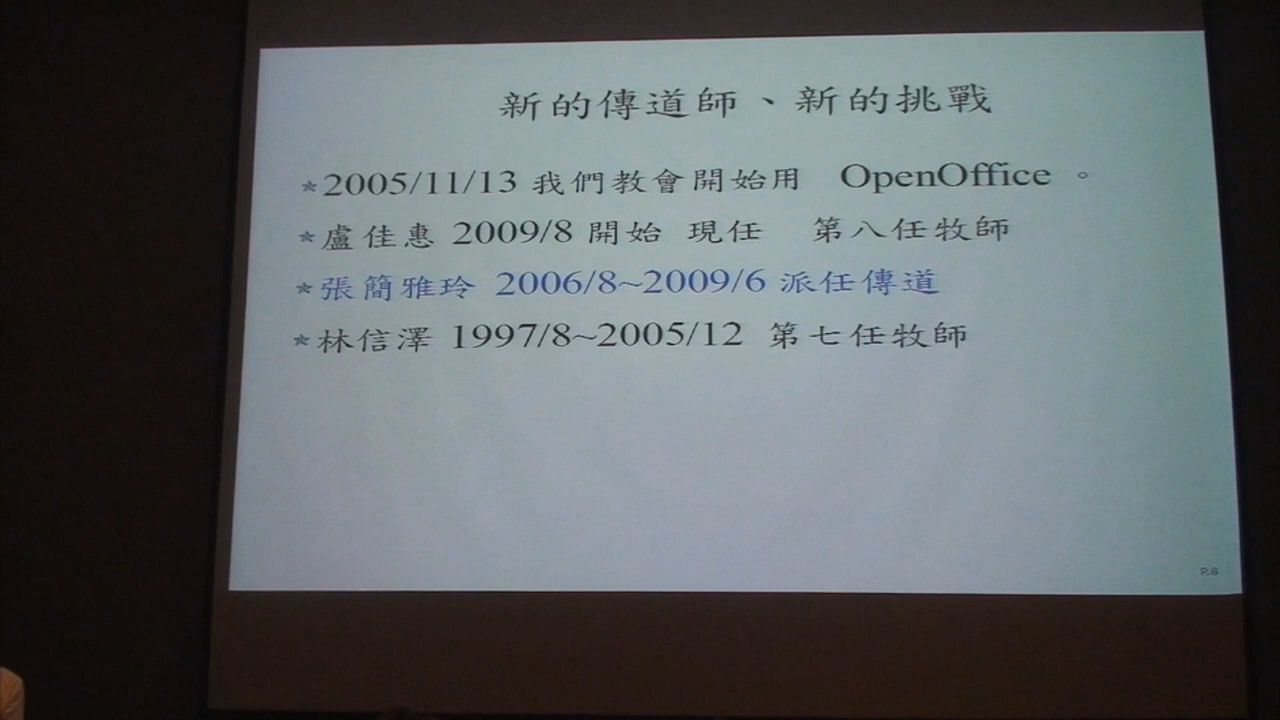 新的傳道師、新的挑戰
*2005/11/13 我們教會開始用 OpenOffice 。
*盧佳惠 2009/8 開始 現任 第八任牧師
*張簡雅玲 2006/8~2009/6 派任傳道
*林信澤 1997/8~2005/12 第七任牧師
P.8